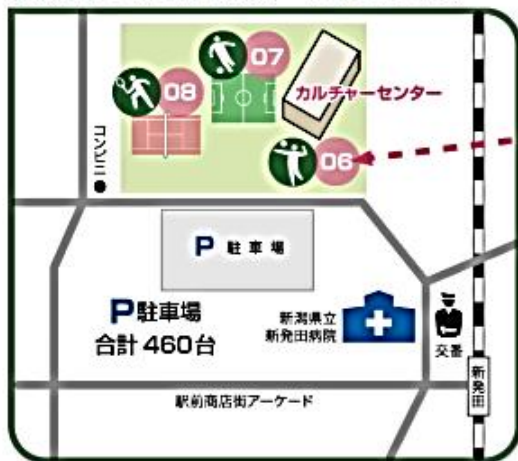 07
08
カルチャーセンター
06
コンビニ
P 駐車場
P駐車場
合計 460台
新潟県立
新発田病院
交番
新発田
駅前商店街アーケード